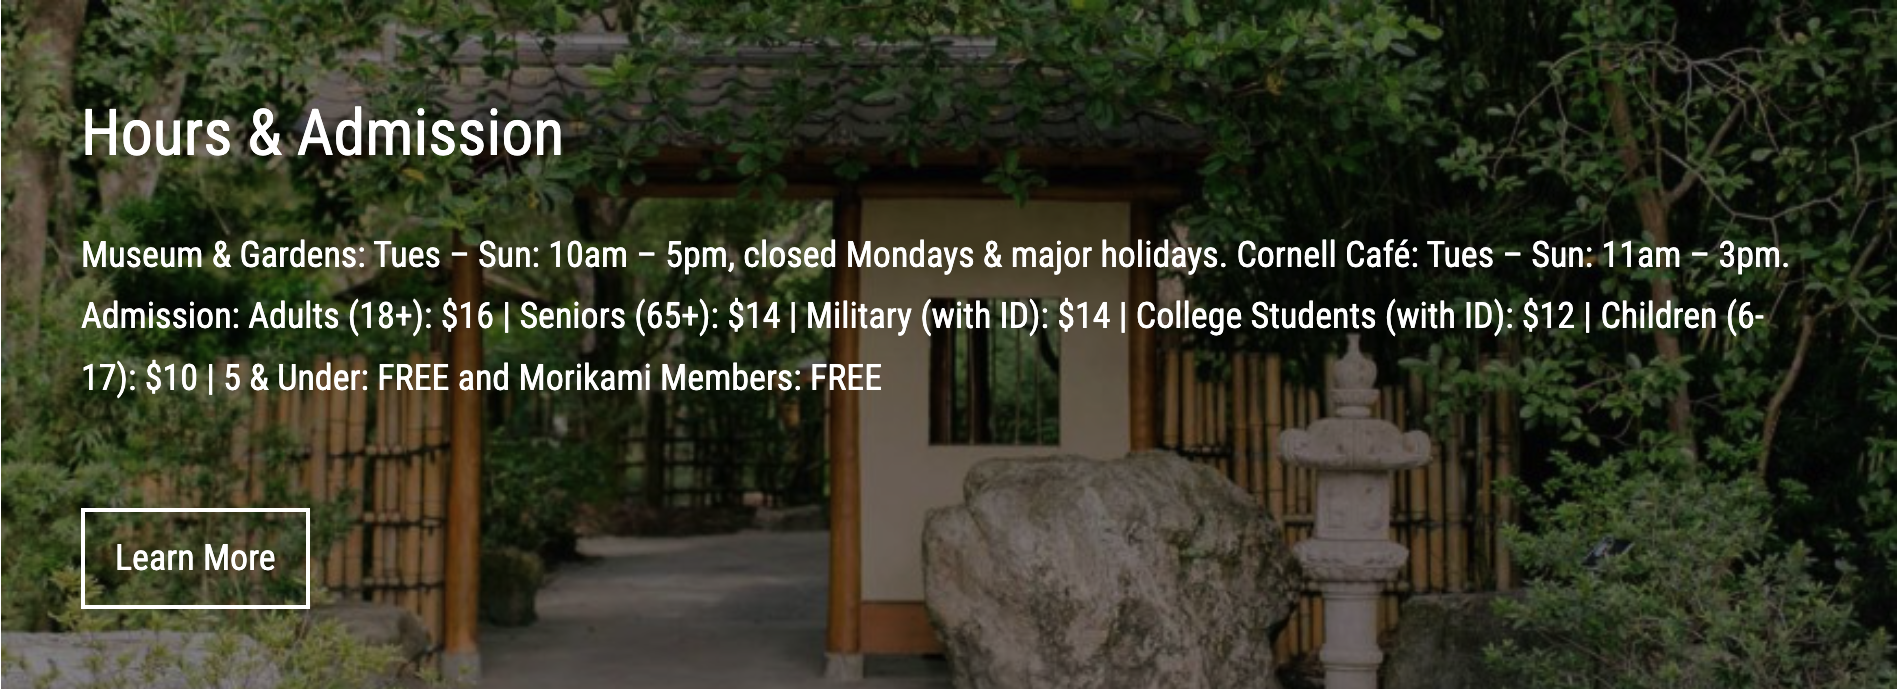 Hours & Admission
Museum & Gardens: Tues – Sun: 10am – 5pm, closed Mondays & major holidays. Cornell Café: Tues – Sun: 11am – 3pm.
Admission: Adults (18+): $16 | Seniors (65+): $14 | Military (with ID): $14 | College Students (with ID): $12 | Children (6-
17): $10 | 5 & Under: FREE and Morikami Members: FREE
Learn More